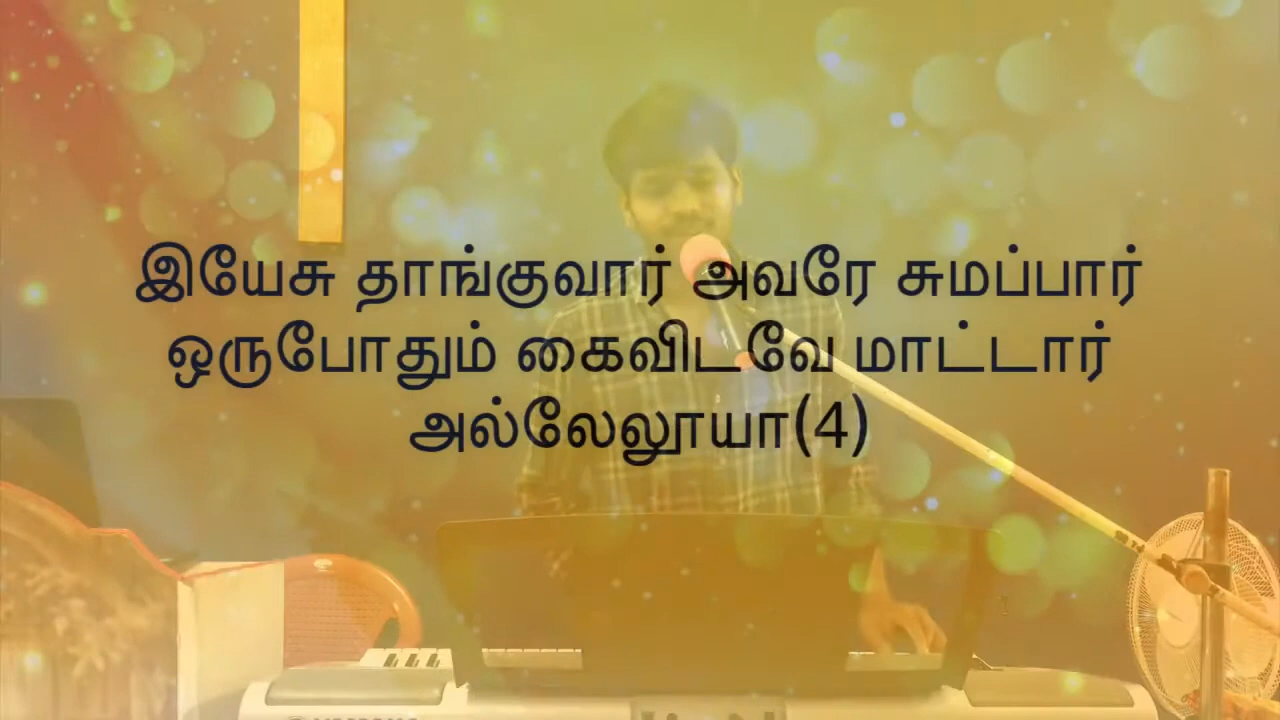 இயேசு தாங்குவார் அவரே சுமப்பார்
ஒருபோதும் கைவிடவே மாட்டார்
அல்லேலூயா(4)